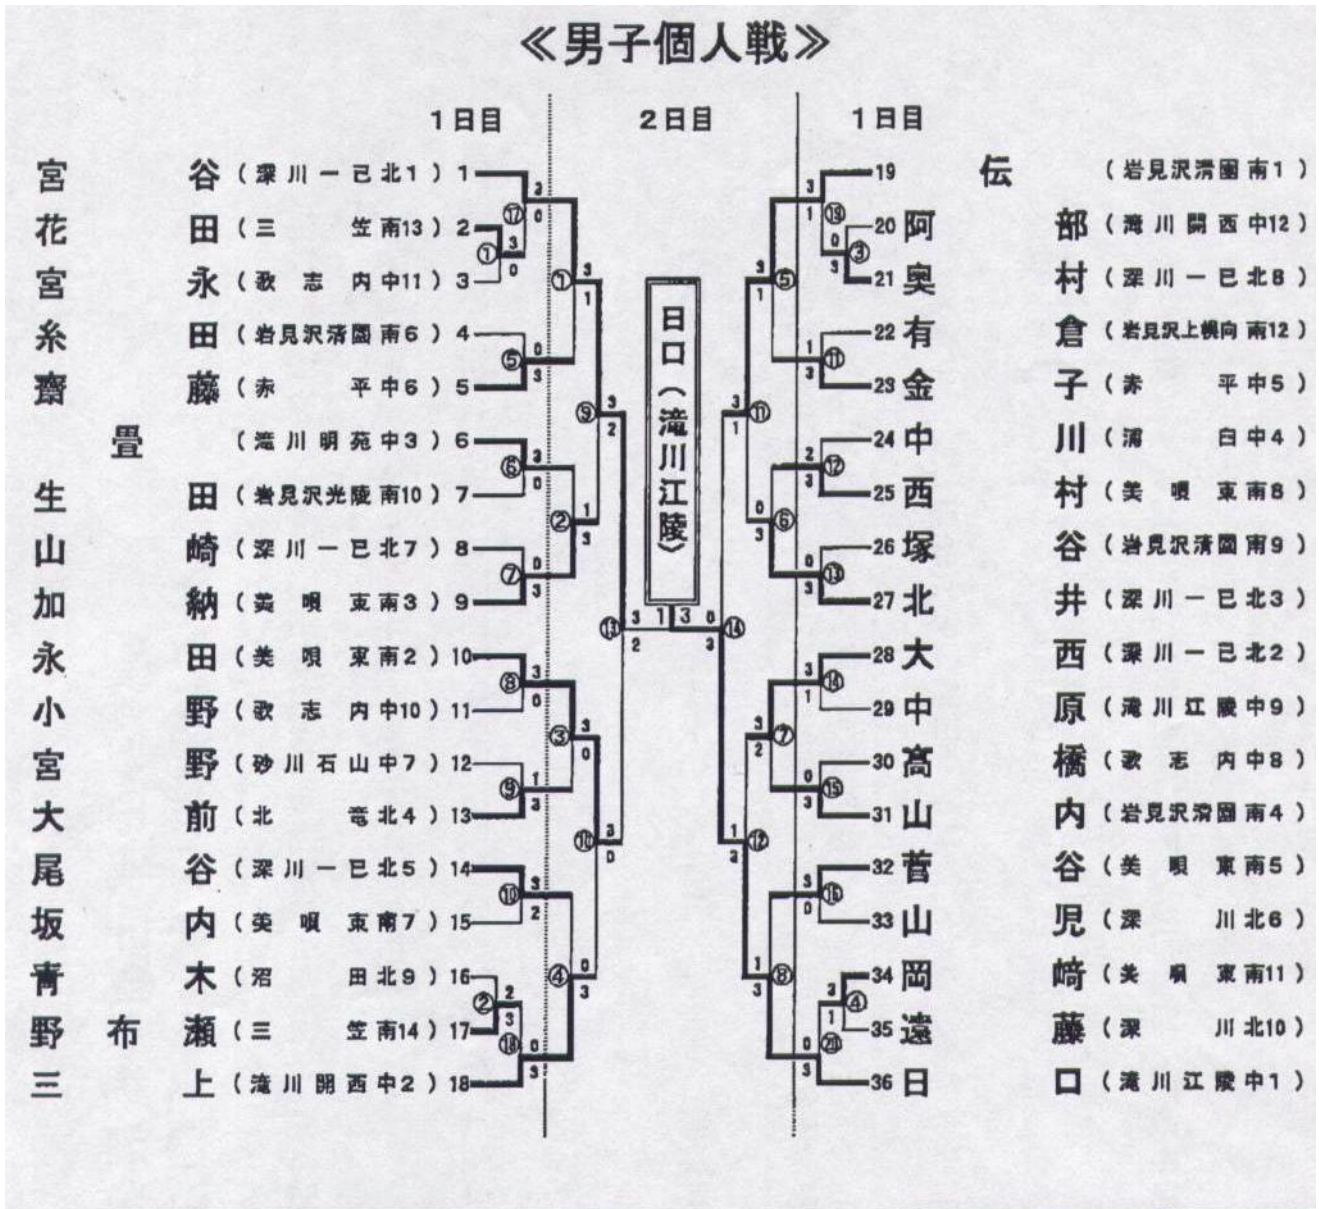 ≪男子個人戦≫
1日目 2日目 1日目
宮谷（深川一已北1）1
花田（三笠南13）2
宮永（歌志内中11）3
糸田（岩見沢清園南6）4
齋藤（赤平中6）5
畳（滝川明苑中3）6
生田（岩見沢光陵南10）7
山崎（深川一已北7）8
加納（美唄東南3）9
永田（美唄東南2）10
小野（歌志内中10）11
宮野（砂川石山中7）12
大前（北竜北4）13
尾谷（深川一已北5）14
坂内（美唄東南7）15
青木（沼田北9）16
野布瀬（三笠南14）17
三上（滝川開西中2）18
日口（滝川江陵）
1 3
19 伝（岩見沢清園南1）
20 阿部（滝川開西中12）
21 奥村（深川一已北8）
22 有倉（岩見沢上幌向南12）
23 金子（赤平中5）
24 中川（浦臼中4）
25 西村（美唄東南8）
26 塚谷（岩見沢清園南9）
27 北井（深川一已北3）
28 大西（深川一已北2）
29 中原（滝川江陵中9）
30 髙橋（歌志内中8）
31 山内（岩見沢清園南4）
32 菅谷（美唄東南5）
33 山児（深川北6）
34 岡﨑（美唄東南11）
35 遠藤（深川北10）
36 日口（滝川江陵中1）